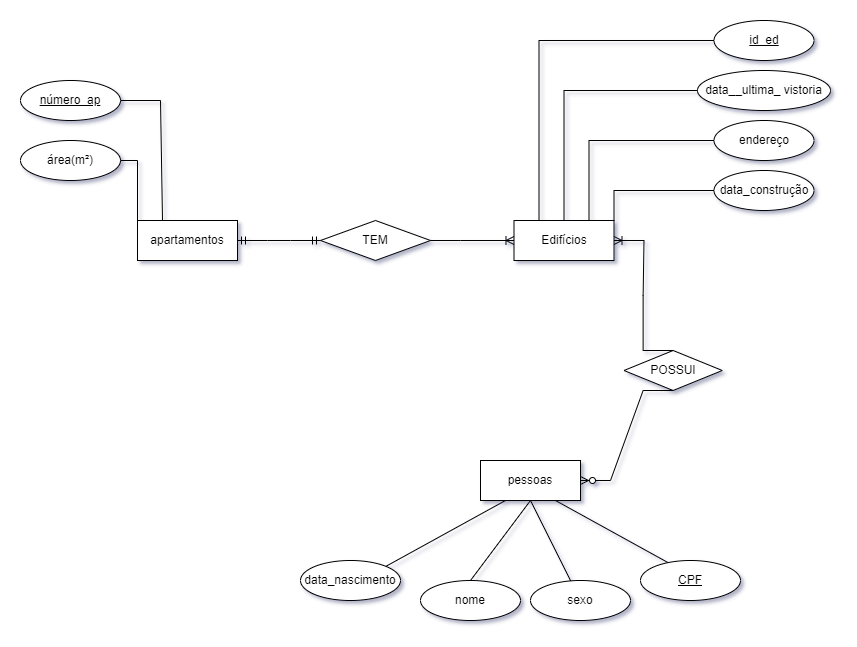 id_ed
data__ultima_ vistoria
endereço
data_construção
número_ap
área(m²)
apartamentos
TEM
Edifícios
POSSUI
pessoas
data_nascimento
nome
sexo
CPF